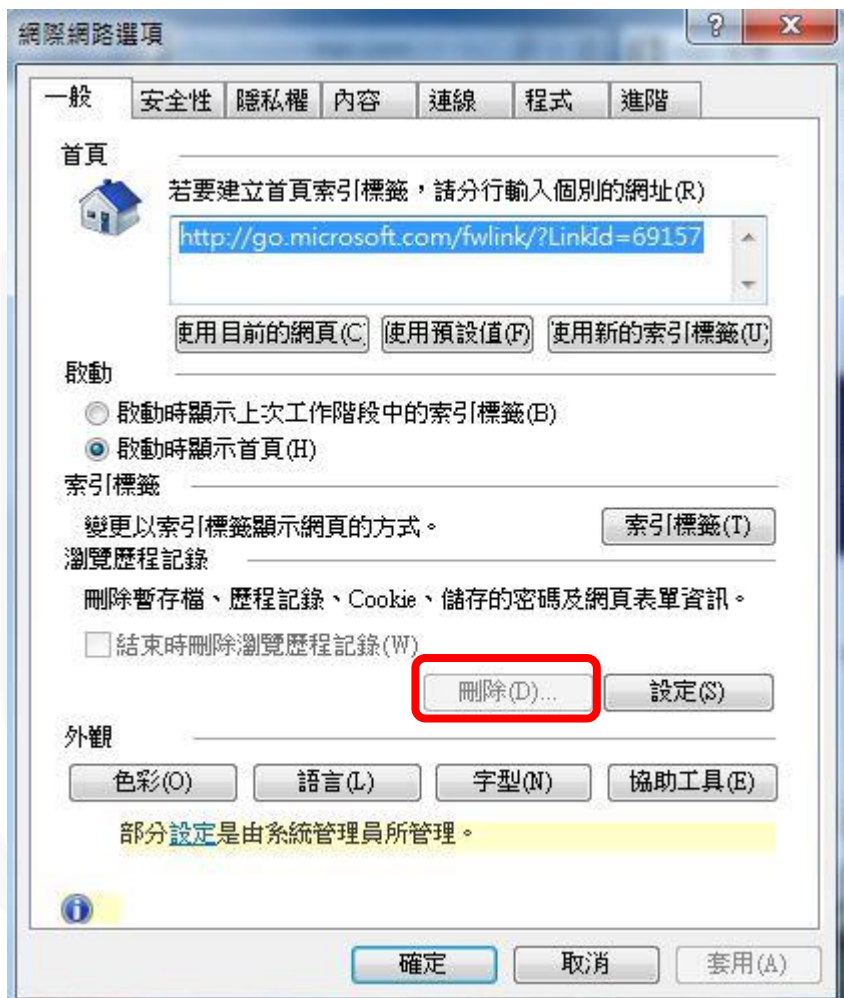 網際網路選項
一般 安全性 隱私權 內容 連線 程式 進階
首頁
若要建立首頁索引標籤，請分行輸入個別的網址(R)
http://go.microsoft.com/fwlink/?LinkId=69157
使用目前的網頁(C) 使用預設值(F) 使用新的索引標籤(U)
啟動
啟動時顯示上次工作階段中的索引標籤(B)
啟動時顯示首頁(H)
索引標籤
變更以索引標籤顯示網頁的方式。 索引標籤(T)
瀏覽歷程記錄
刪除暫存檔、歷程記錄、Cookie、儲存的密碼及網頁表單資訊。
結束時刪除瀏覽歷程記錄(W)
刪除(D)... 設定(S)
外觀
色彩(O) 語言(L) 字型(N) 協助工具(E)
部分設定是由系統管理員所管理。
確定 取消 套用(A)